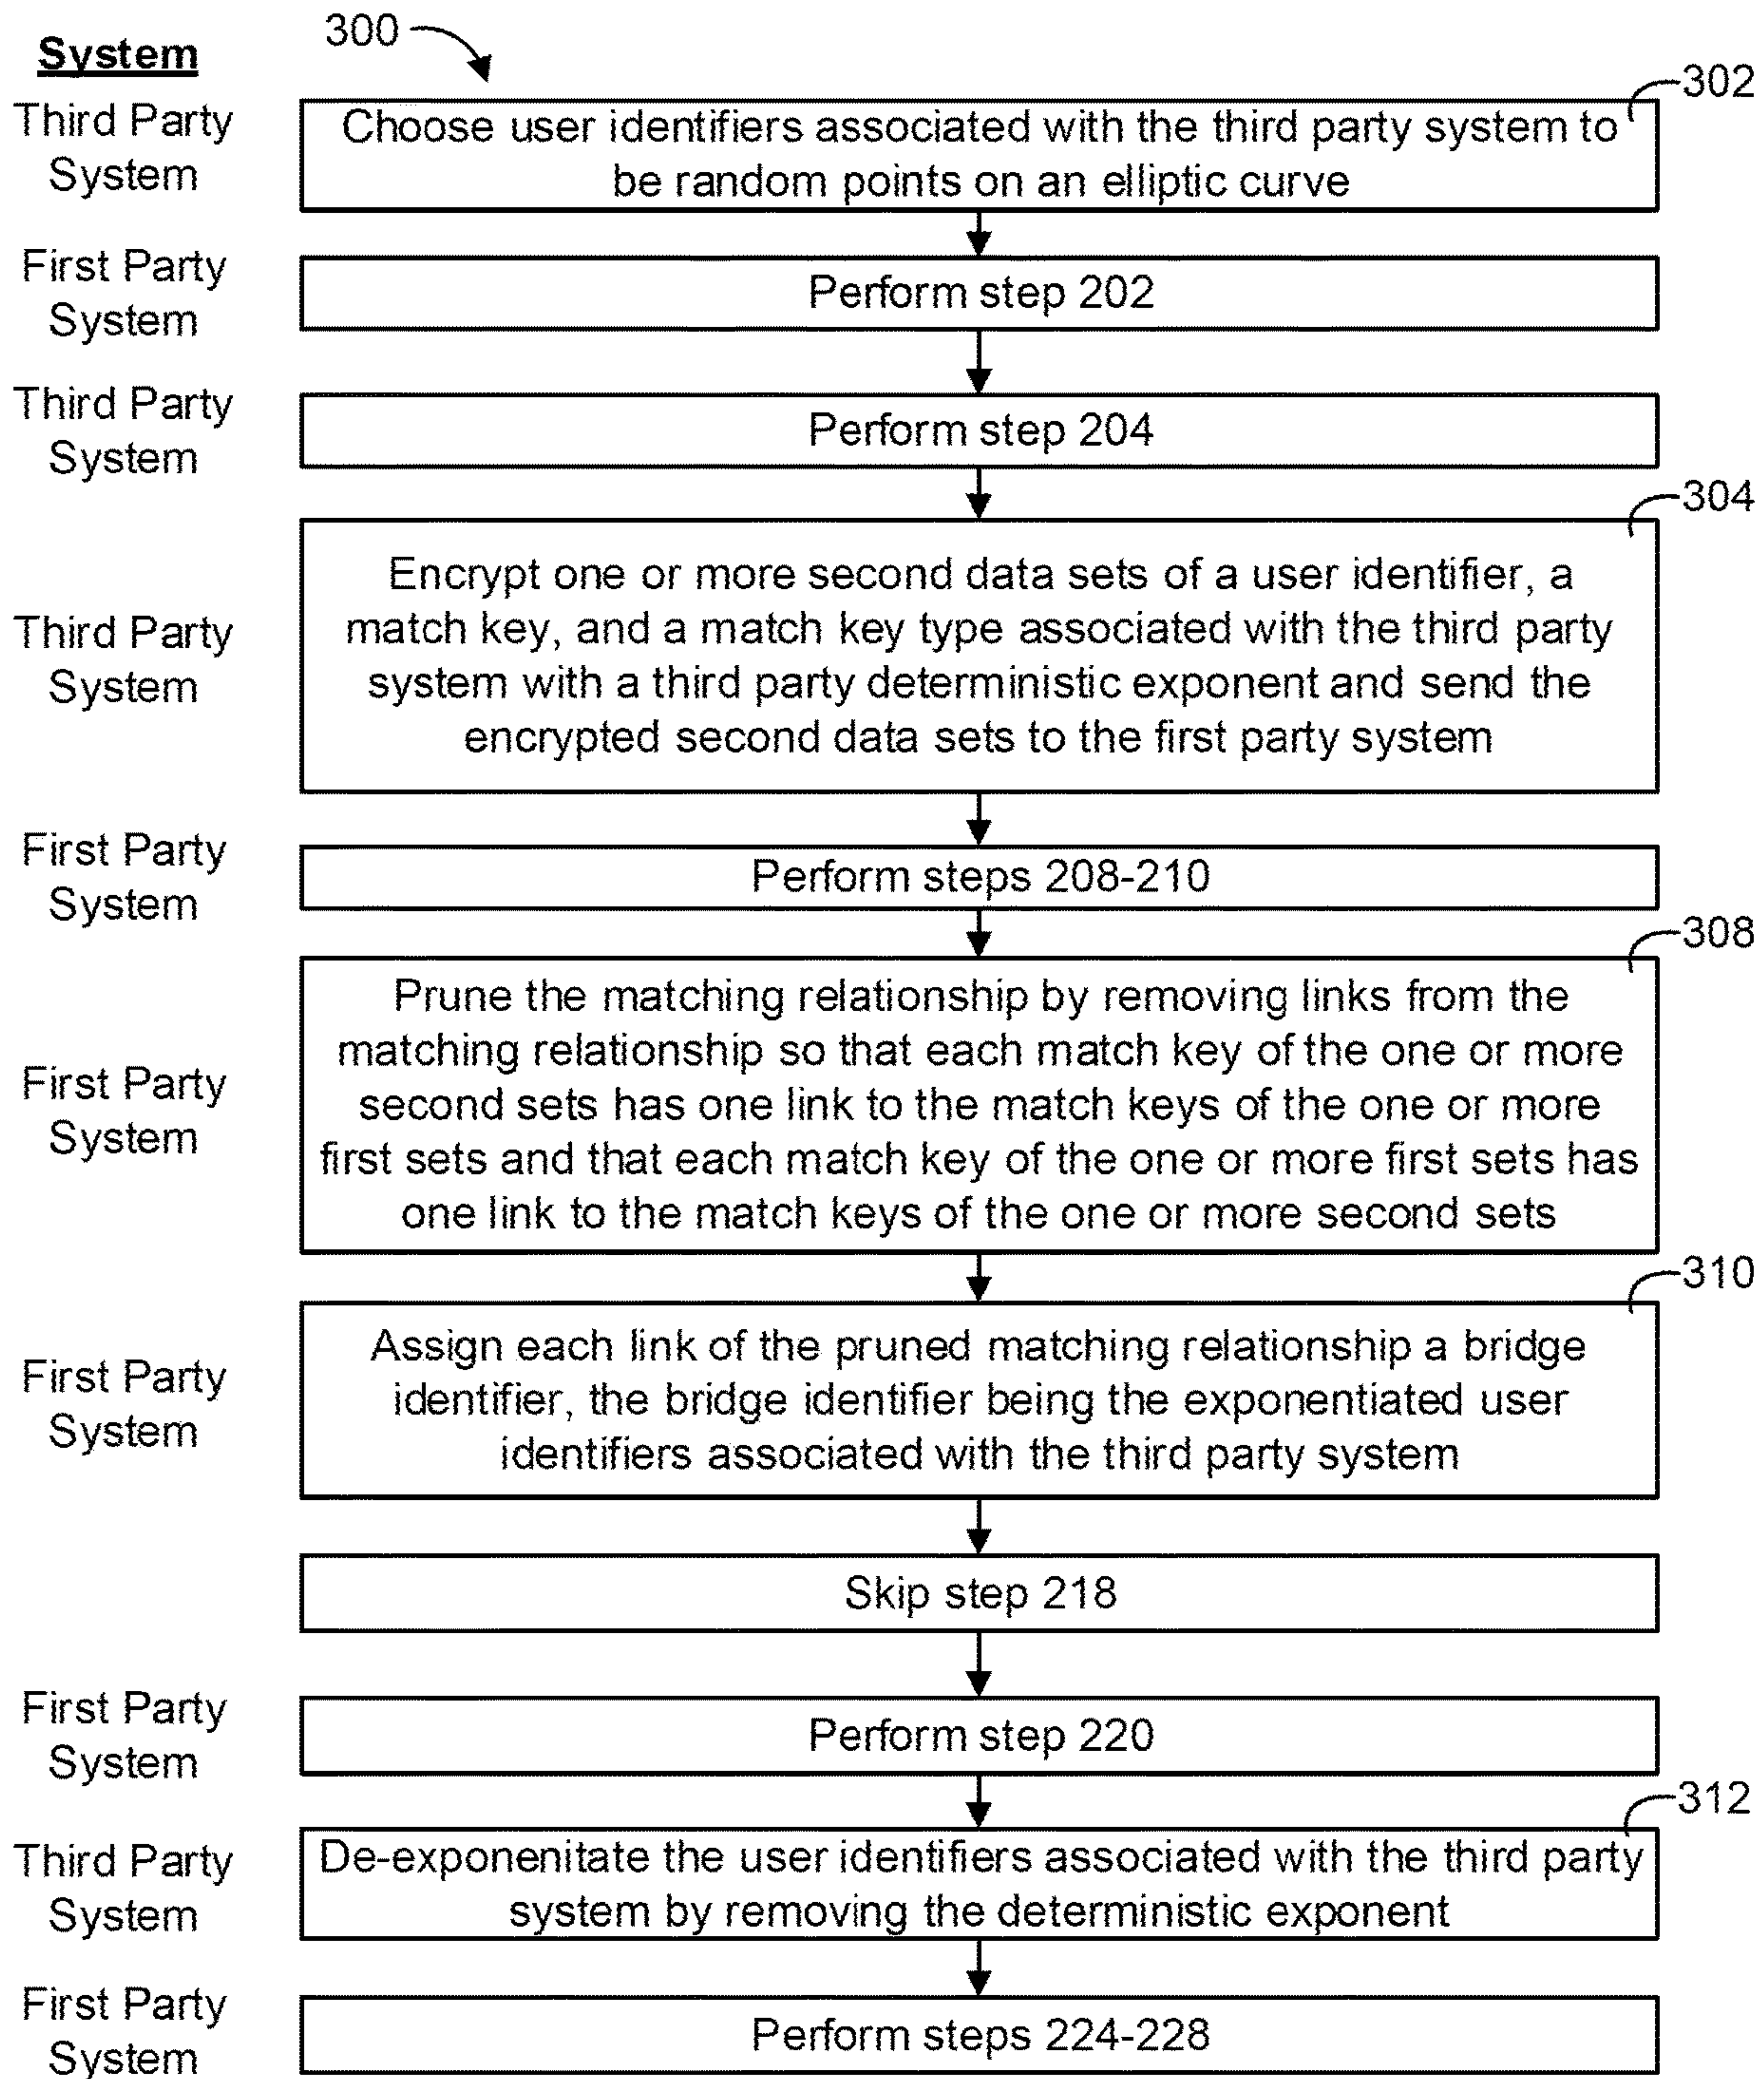 System
300
302
Third Party
System
Choose user identifiers associated with the third party system to
be random points on an elliptic curve
First Party
System
Perform step 202
Third Party
System
Perform step 204
304
Third Party
System
Encrypt one or more second data sets of a user identifier, a
match key, and a match key type associated with the third party
system with a third party deterministic exponent and send the
encrypted second data sets to the first party system
First Party
System
Perform steps 208-210
308
First Party
System
Prune the matching relationship by removing links from the
matching relationship so that each match key of the one or more
second sets has one link to the match keys of the one or more
first sets and that each match key of the one or more first sets has
one link to the match keys of the one or more second sets
310
First Party
System
Assign each link of the pruned matching relationship a bridge
identifier, the bridge identifier being the exponentiated user
identifiers associated with the third party system
Skip step 218
First Party
System
Perform step 220
312
Third Party
System
De-exponenitate the user identifiers associated with the third party
system by removing the deterministic exponent
First Party
System
Perform steps 224-228